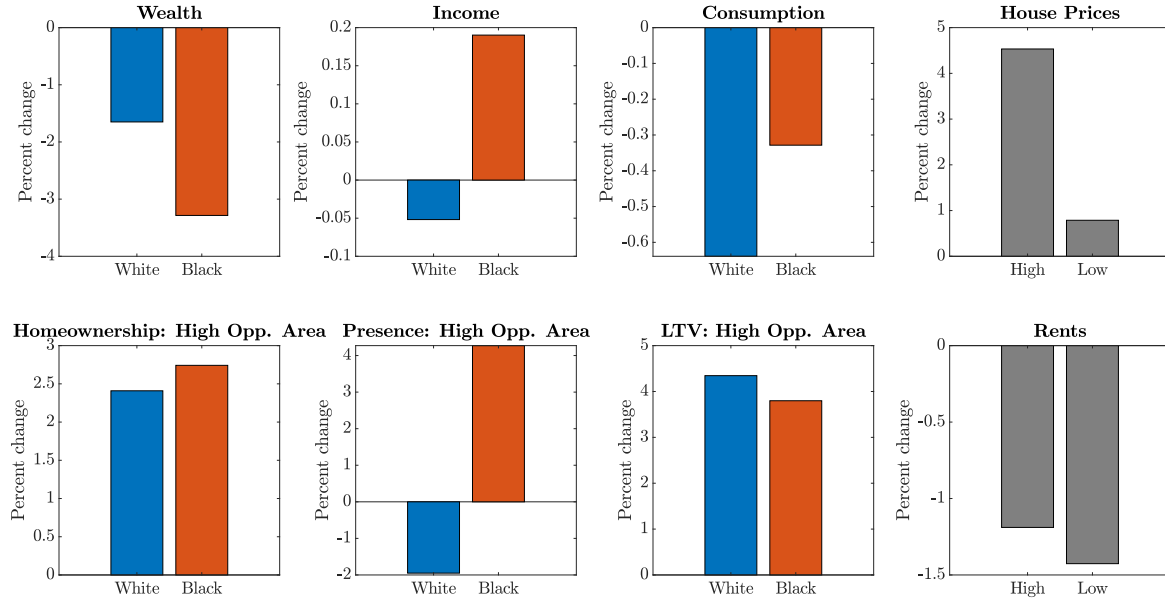 Wealth
Percent change
0
-1
-2
-3
-4
White
Black
Income
Percent change
0.2
0.15
0.1
0.05
0
-0.05
-0.1
White
Black
Consumption
Percent change
0
-0.1
-0.2
-0.3
-0.4
-0.5
-0.6
White
Black
House Prices
Percent change
5
4
3
2
1
0
High
Low
Homeownership: High Opp. Area
Percent change
3
2.5
2
1.5
1
0.5
0
White
Black
Presence: High Opp. Area
Percent change
4
3
2
1
0
-1
-2
White
Black
LTV: High Opp. Area
Percent change
5
4
3
2
1
0
White
Black
Rents
Percent change
0
-0.5
-1
-1.5
High
Low